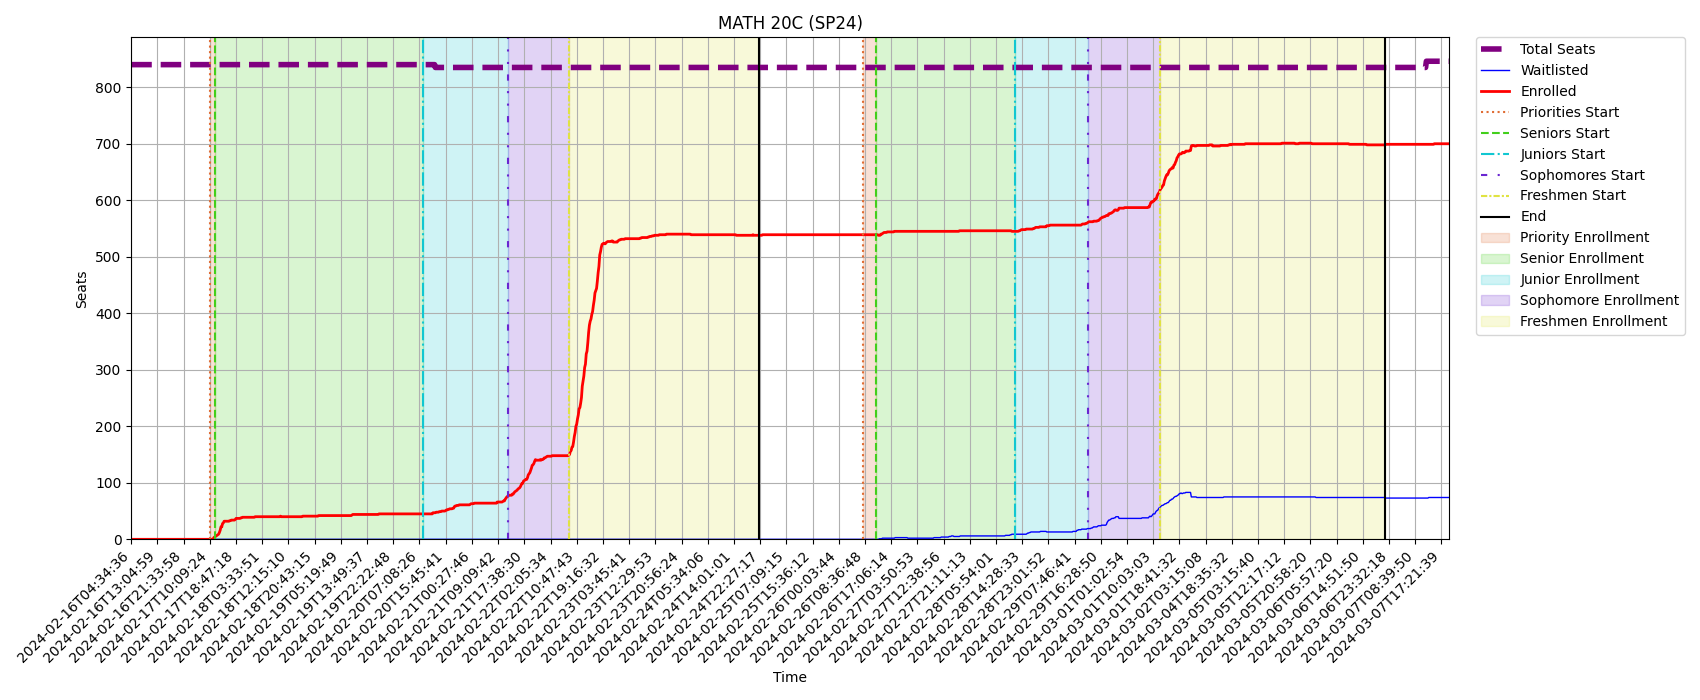 MATH 20C (SP24)
Seats
800
700
600
500
400
300
200
100
0
2024-02-16T04:34:36
2024-02-16T13:04:59
2024-02-16T21:33:58
2024-02-17T10:09:24
2024-02-17T18:47:18
2024-02-18T03:33:51
2024-02-18T12:15:10
2024-02-18T20:43:15
2024-02-19T05:19:49
2024-02-19T13:49:37
2024-02-19T22:22:48
2024-02-20T07:08:26
2024-02-20T15:45:41
2024-02-21T00:27:46
2024-02-21T09:09:42
2024-02-21T17:38:30
2024-02-22T02:05:34
2024-02-22T10:47:43
2024-02-22T19:16:32
2024-02-23T03:45:41
2024-02-23T12:29:53
2024-02-23T20:56:24
2024-02-24T05:34:06
2024-02-24T14:01:01
2024-02-24T22:27:17
2024-02-25T07:09:15
2024-02-25T15:36:12
2024-02-26T00:03:44
2024-02-26T08:36:48
2024-02-26T17:06:14
2024-02-27T03:50:53
2024-02-27T12:38:56
2024-02-27T21:11:13
2024-02-28T05:54:01
2024-02-28T14:28:33
2024-02-28T23:01:52
2024-02-29T07:46:41
2024-02-29T16:28:50
2024-03-01T01:02:54
2024-03-01T10:03:03
2024-03-01T18:41:32
2024-03-02T03:15:08
2024-03-04T18:35:32
2024-03-05T03:15:40
2024-03-05T12:17:12
2024-03-05T20:58:20
2024-03-06T05:57:20
2024-03-06T14:51:50
2024-03-06T23:32:18
2024-03-07T08:39:50
2024-03-07T17:21:39
Time
Total Seats
Waitlisted
Enrolled
Priorities Start
Seniors Start
Juniors Start
Sophomores Start
Freshmen Start
End
Priority Enrollment
Senior Enrollment
Junior Enrollment
Sophomore Enrollment
Freshmen Enrollment